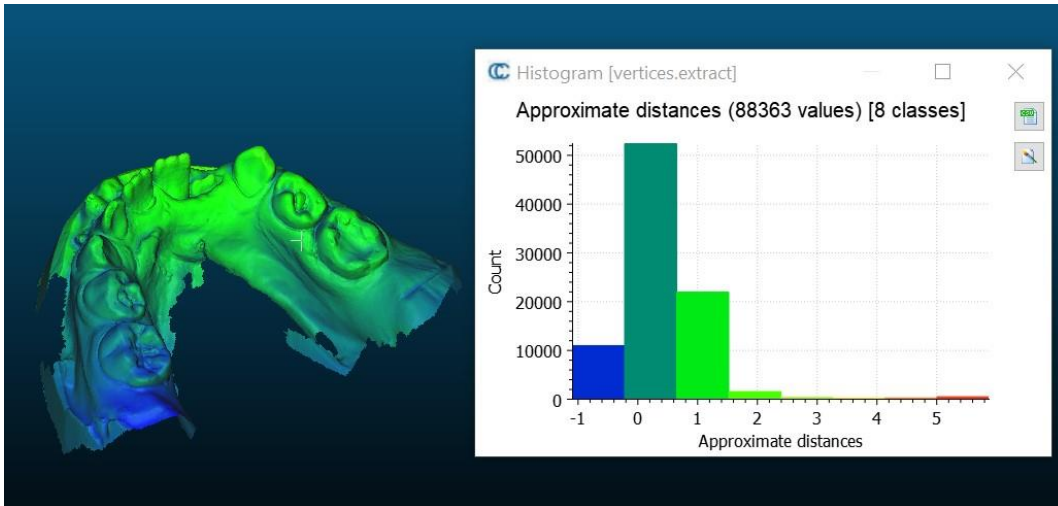 Histogram [vertices.extract]
Approximate distances (88363 values) [8 classes]
50000
40000
30000
20000
10000
0
Count
-1 0 1 2 3 4 5
Approximate distances